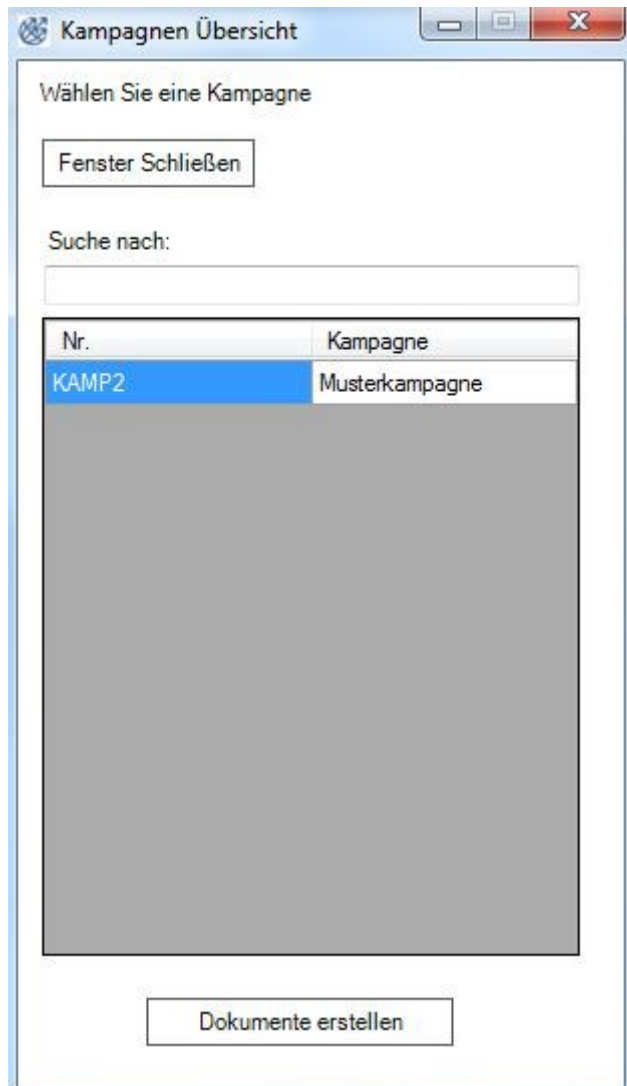 Kampagnen Übersicht
Wählen Sie eine Kampagne
Fenster Schließen
Suche nach:
Nr. Kampagne
KAMP2 Musterkampagne
Dokumente erstellen